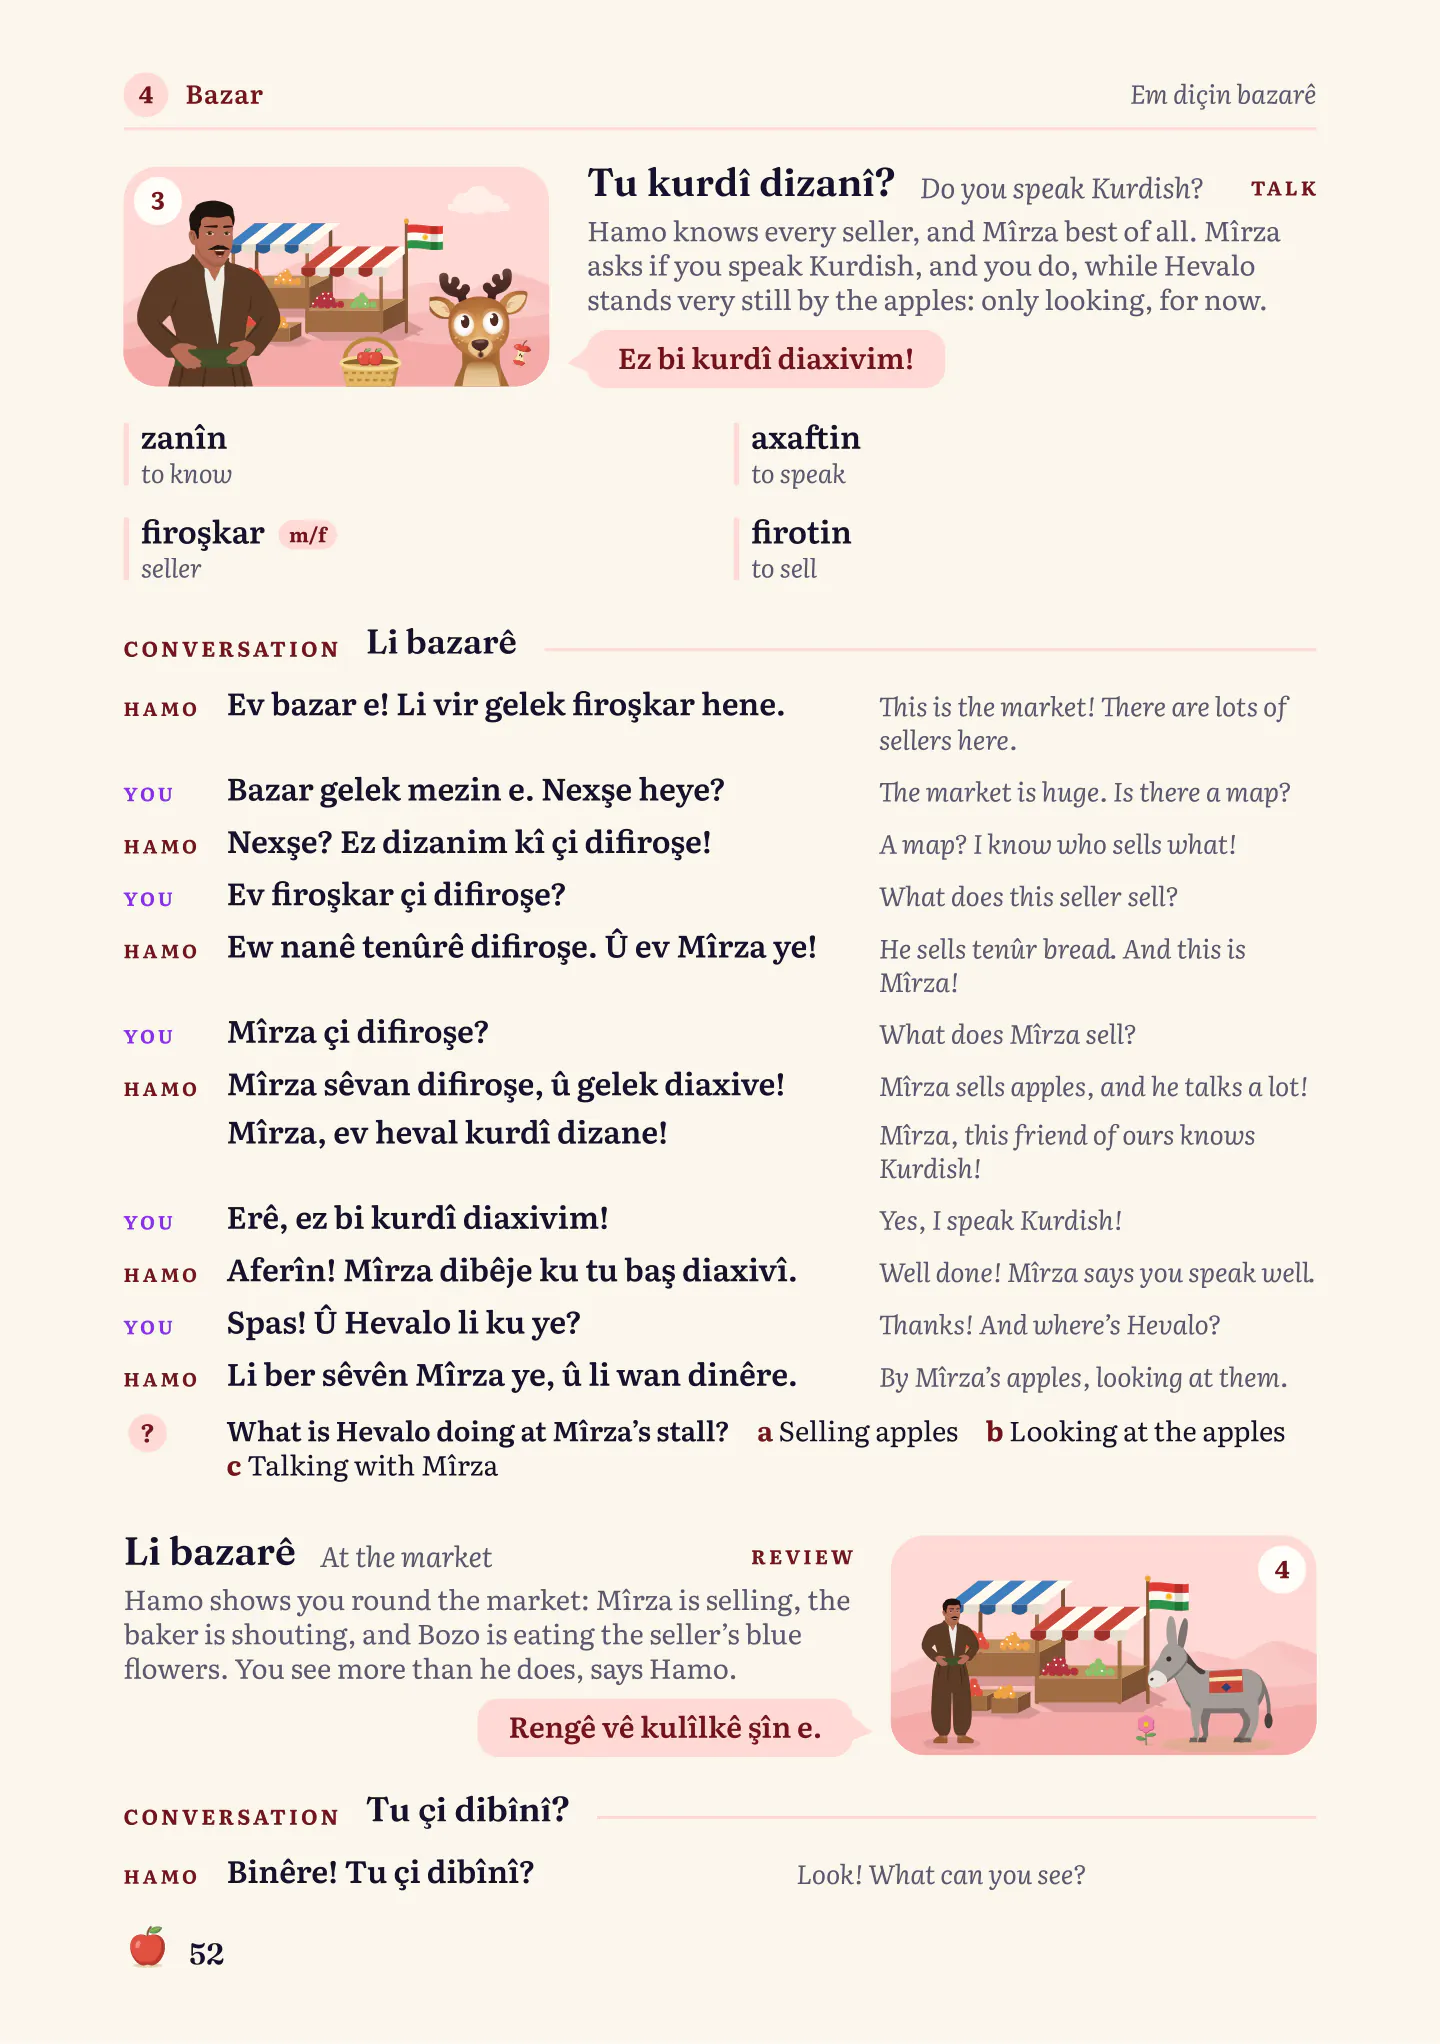 4 Bazar
Em diçin bazarê
3
Tu kurdî dizanî? Do you speak Kurdish? TALK
Hamo knows every seller, and Mîrza best of all. Mîrza
asks if you speak Kurdish, and you do, while Hevalo
stands very still by the apples: only looking, for now.
Ez bi kurdî diaxivim!
zanîn
to know
axaftin
to speak
firoşkar m/f
seller
firotin
to sell
CONVERSATION Li bazarê
HAMO Ev bazar e! Li vir gelek firoşkar hene.
This is the market! There are lots of
sellers here.
YOU Bazar gelek mezin e. Nexşe heye?
The market is huge. Is there a map?
HAMO Nexşe? Ez dizanim kî çi difiroşe!
A map? I know who sells what!
YOU Ev firoşkar çi difiroşe?
What does this seller sell?
HAMO Ew nanê tenûrê difiroşe. Û ev Mîrza ye!
He sells tenûr bread. And this is
Mîrza!
YOU Mîrza çi difiroşe?
What does Mîrza sell?
HAMO Mîrza sêvan difiroşe, û gelek diaxive!
Mîrza sells apples, and he talks a lot!
Mîrza, ev heval kurdî dizane!
Mîrza, this friend of ours knows
Kurdish!
YOU Erê, ez bi kurdî diaxivim!
Yes, I speak Kurdish!
HAMO Aferîn! Mîrza dibêje ku tu baş diaxivî.
Well done! Mîrza says you speak well.
YOU Spas! Û Hevalo li ku ye?
Thanks! And where's Hevalo?
HAMO Li ber sêvên Mîrza ye, û li wan dinêre.
By Mîrza's apples, looking at them.
? What is Hevalo doing at Mîrza's stall? a Selling apples b Looking at the apples
c Talking with Mîrza
Li bazarê At the market REVIEW
Hamo shows you round the market: Mîrza is selling, the
baker is shouting, and Bozo is eating the seller's blue
flowers. You see more than he does, says Hamo.
Rengê vê kulîlkê şîn e.
4
CONVERSATION Tu çi dibînî?
HAMO Binêre! Tu çi dibînî?
Look! What can you see?
52